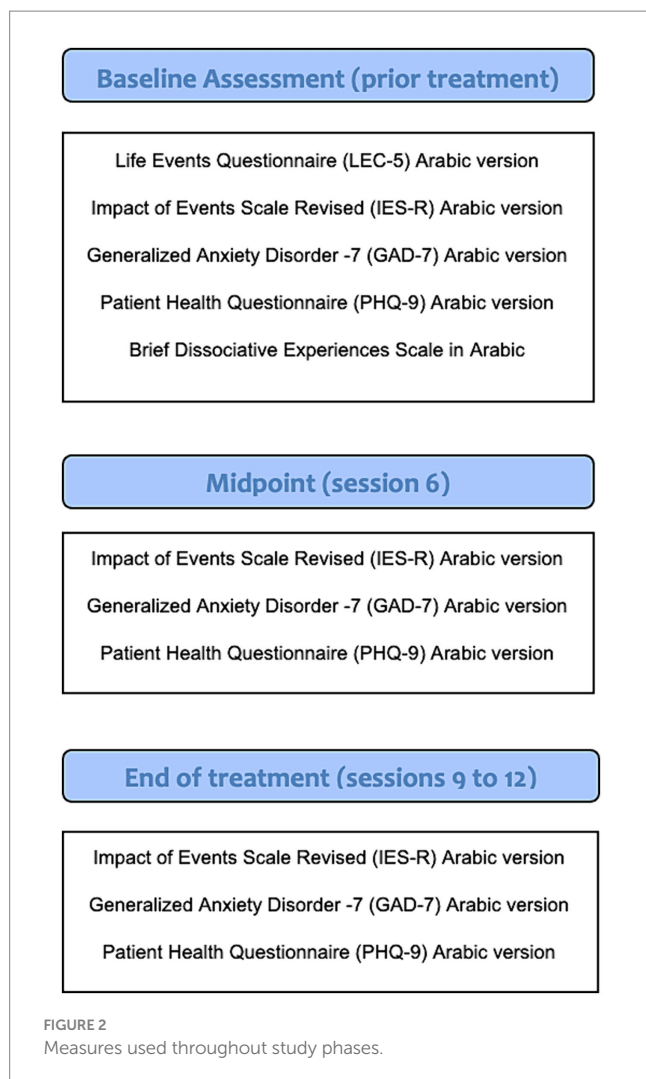 Baseline Assessment (prior treatment)
Life Events Questionnaire (LEC-5) Arabic version
Impact of Events Scale Revised (IES-R) Arabic version
Generalized Anxiety Disorder -7 (GAD-7) Arabic version
Patient Health Questionnaire (PHQ-9) Arabic version
Brief Dissociative Experiences Scale in Arabic
Midpoint (session 6)
Impact of Events Scale Revised (IES-R) Arabic version
Generalized Anxiety Disorder -7 (GAD-7) Arabic version
Patient Health Questionnaire (PHQ-9) Arabic version
End of treatment (sessions 9 to 12)
Impact of Events Scale Revised (IES-R) Arabic version
Generalized Anxiety Disorder -7 (GAD-7) Arabic version
Patient Health Questionnaire (PHQ-9) Arabic version
FIGURE 2
Measures used throughout study phases.